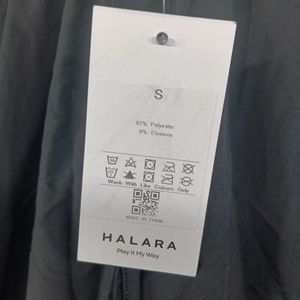 S
92% Polyester
8% Elastane
Wash With Like Colours Only
MADE IN CHINA
HALARA
Play It My Way